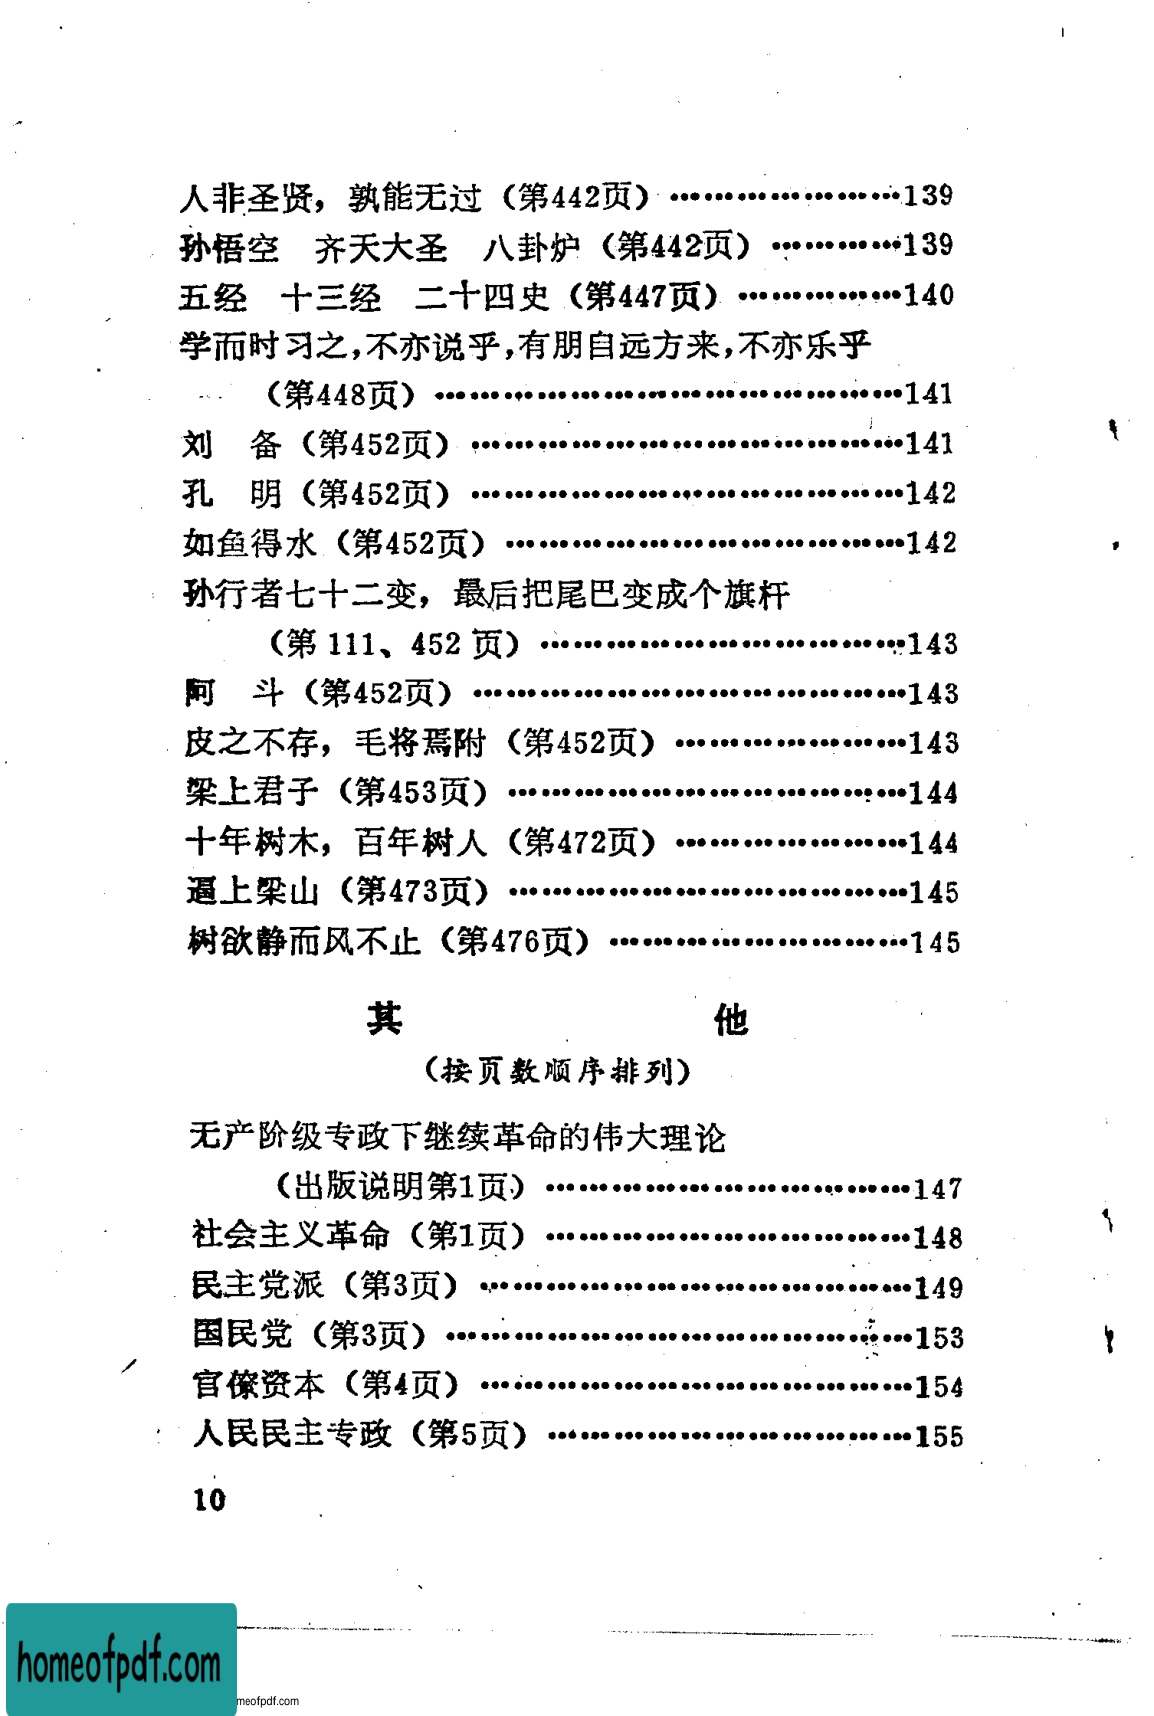 人非圣贤，孰能无过（第442页）…………………139
孙悟空　齐天大圣　八卦炉（第442页）…………139
五经　十三经　二十四史（第447页）……………140
学而时习之，不亦说乎，有朋自远方来，不亦乐乎
（第448页）………………………………………141
刘　备（第452页）……………………………………141
孔　明（第452页）……………………………………142
如鱼得水（第452页）…………………………………142
孙行者七十二变，最后把尾巴变成个旗杆
（第 111、452 页）………………………………143
阿　斗（第452页）……………………………………143
皮之不存，毛将焉附（第452页）…………………143
梁上君子（第453页）…………………………………144
十年树木，百年树人（第472页）…………………144
逼上梁山（第473页）…………………………………145
树欲静而风不止（第476页）………………………145
其　他
（按页数顺序排列）
无产阶级专政下继续革命的伟大理论
（出版说明第1页）………………………………147
社会主义革命（第1页）………………………………148
民主党派（第3页）……………………………………149
国民党（第3页）………………………………………153
官僚资本（第4页）……………………………………154
人民民主专政（第5页）………………………………155
10
homeofpdf.com
meofpdf.com